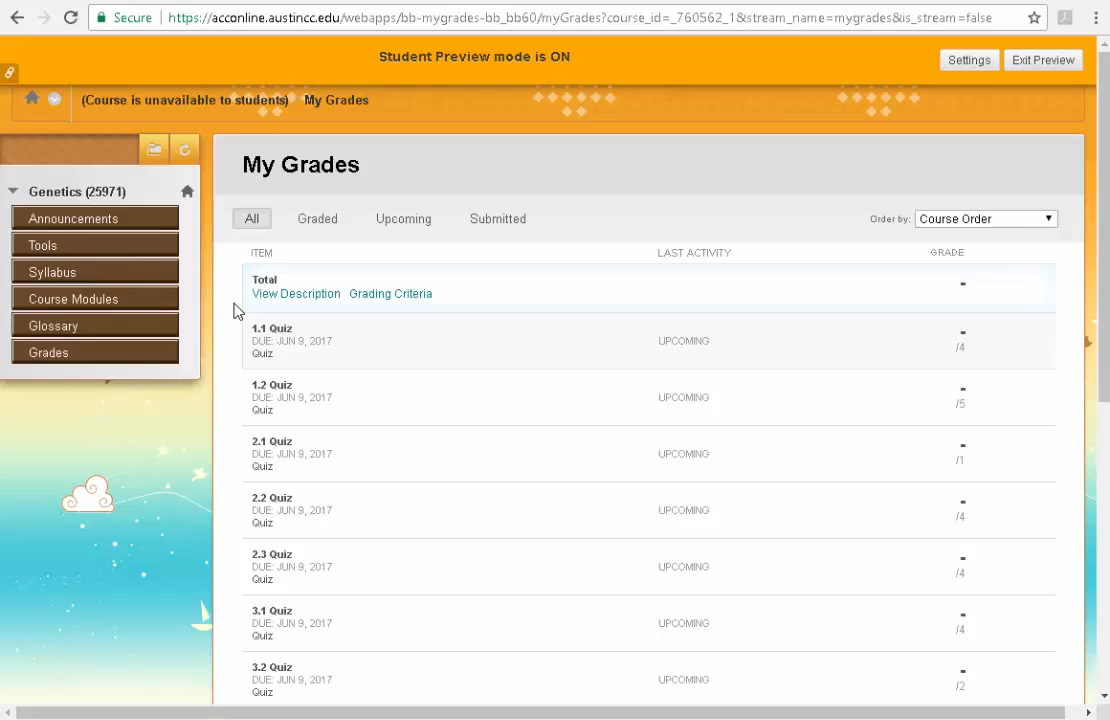 Secure https://acconline.austincc.edu/webapps/bb-mygrades-bb_bb60/myGrades?course_id=_760562_1&stream_name=mygrades&is_stream=false
Student Preview mode is ON
Settings
Exit Preview
(Course is unavailable to students) My Grades
Genetics (25971)
Announcements
Tools
Syllabus
Course Modules
Glossary
Grades
My Grades
All Graded Upcoming Submitted
Order by: Course Order
ITEM LAST ACTIVITY GRADE
Total -
View Description Grading Criteria
1.1 Quiz -
DUE: JUN 9, 2017 UPCOMING /4
Quiz
1.2 Quiz -
DUE: JUN 9, 2017 UPCOMING /5
Quiz
2.1 Quiz -
DUE: JUN 9, 2017 UPCOMING /1
Quiz
2.2 Quiz -
DUE: JUN 9, 2017 UPCOMING /4
Quiz
2.3 Quiz -
DUE: JUN 9, 2017 UPCOMING /4
Quiz
3.1 Quiz -
DUE: JUN 9, 2017 UPCOMING /4
Quiz
3.2 Quiz -
DUE: JUN 9, 2017 UPCOMING /2
Quiz